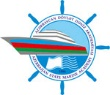 AZƏRBAYCAN DÖVLƏT DƏNİZ AKADEMİYASI
AZERBAIJAN STATE MARINE ACADEMY